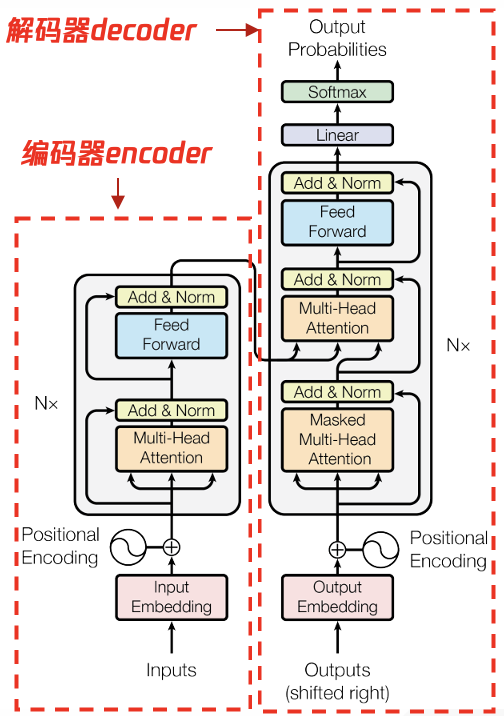 解码器decoder
Output
Probabilities
Softmax
Linear
编码器encoder
Add & Norm
Feed
Forward
Add & Norm
Multi-Head
Attention
Nx
Positional
Encoding
Input
Embedding
Inputs
Add & Norm
Feed
Forward
Add & Norm
Multi-Head
Attention
Nx
Add & Norm
Masked
Multi-Head
Attention
Positional
Encoding
Output
Embedding
Outputs
(shifted right)